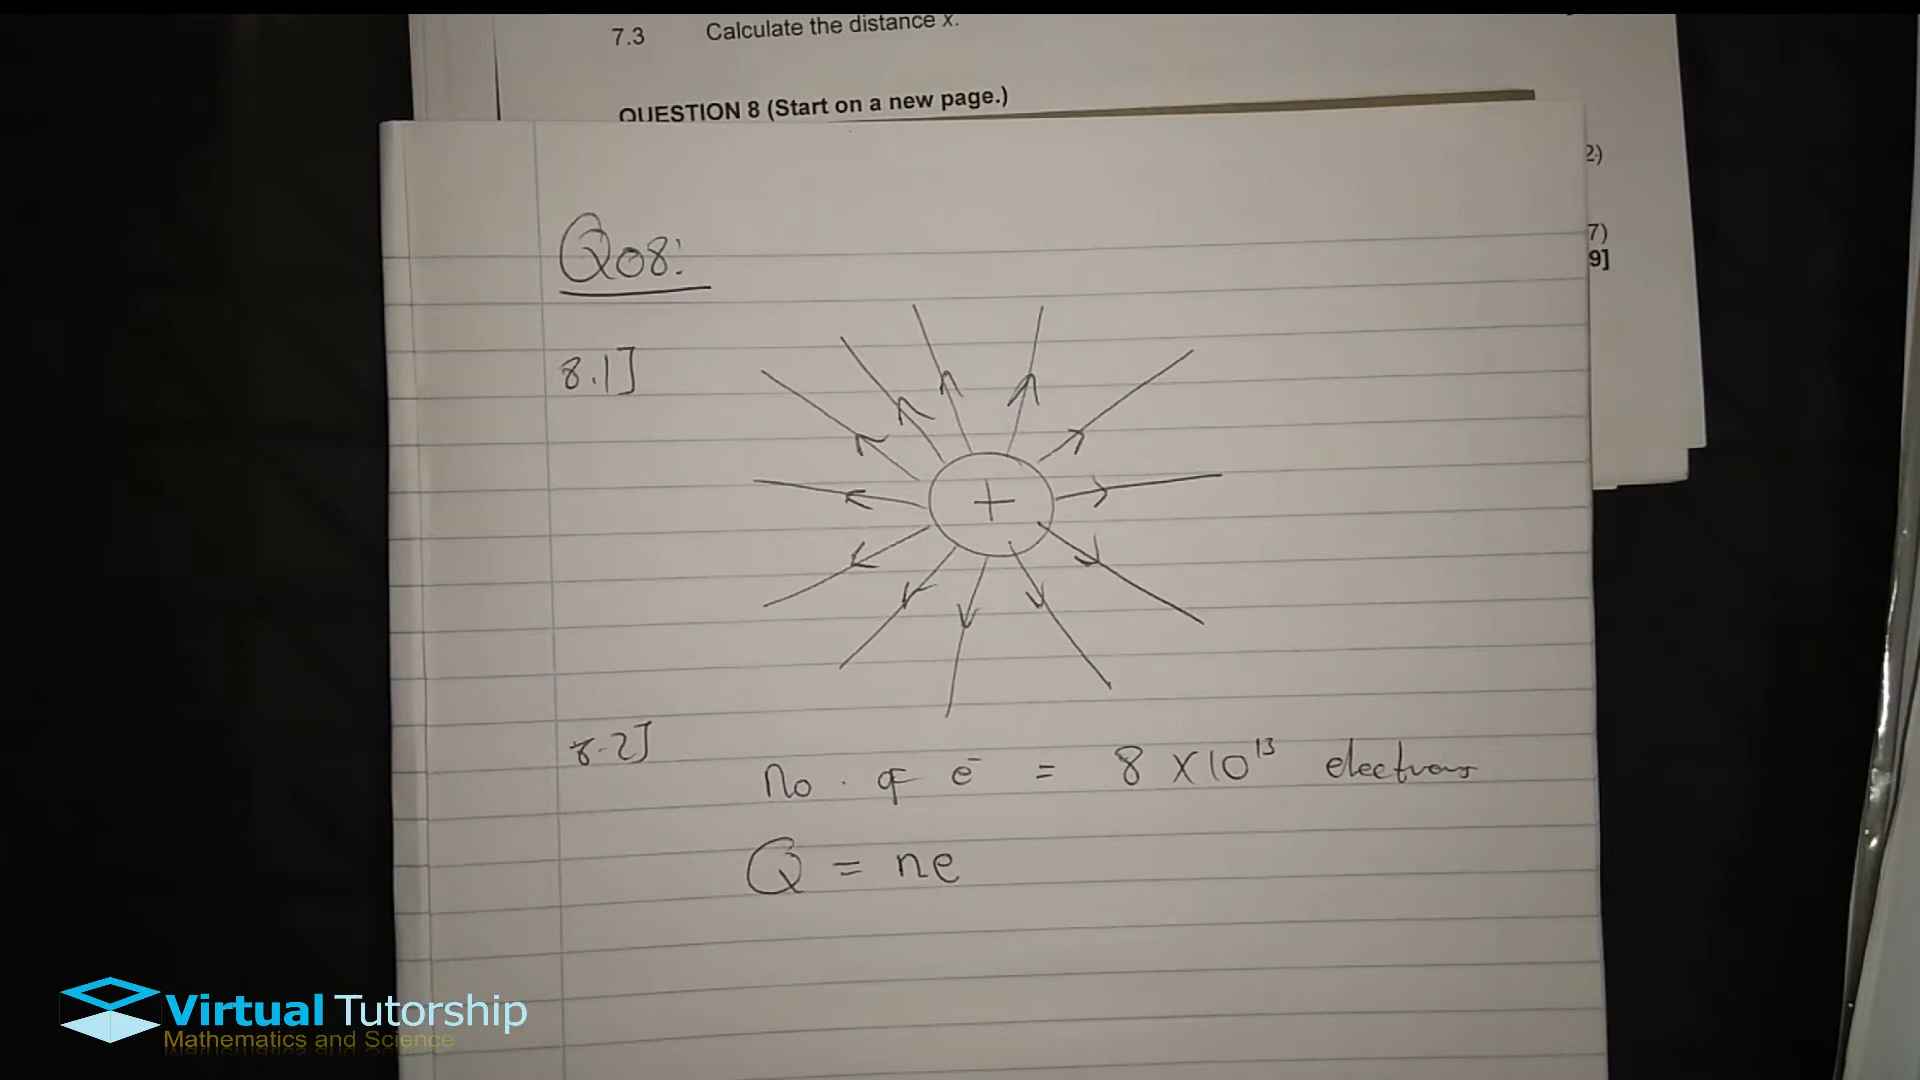 7.3 Calculate the distance x.
QUESTION 8 (Start on a new page.)
2)
7)
9]
Q08:
8.1]
+
8.2]
no. of e⁻ = 8 X10¹³ electrons
Q = ne
Virtual Tutorship
Mathematics and Science